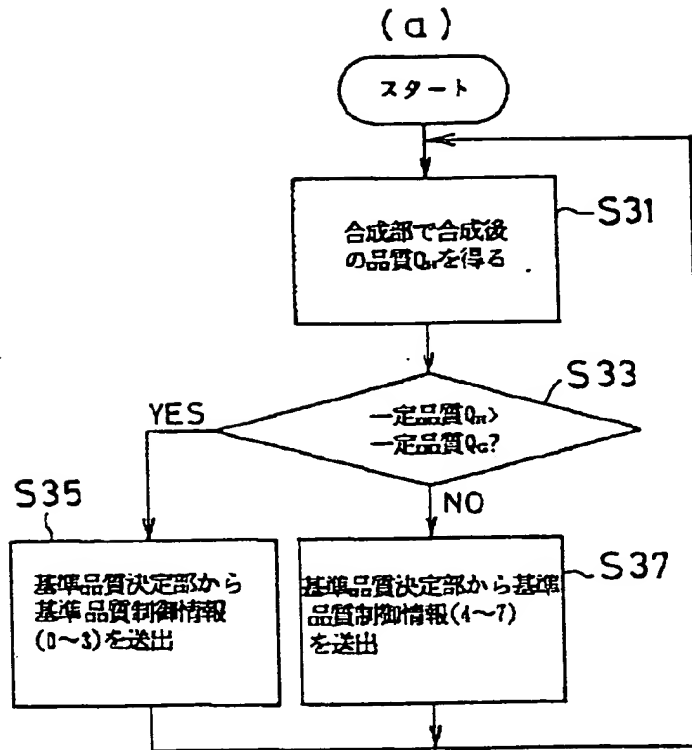 (a)
スタート
S31
合成部で合成後
の品質Q_Mを得る
S33
YES
一定品質Q_M>
一定品質Q_G?
NO
S35
基準品質決定部から
基準品質制御情報
(0~3)を送出
S37
基準品質決定部から基準
品質制御情報(4~7)
を送出